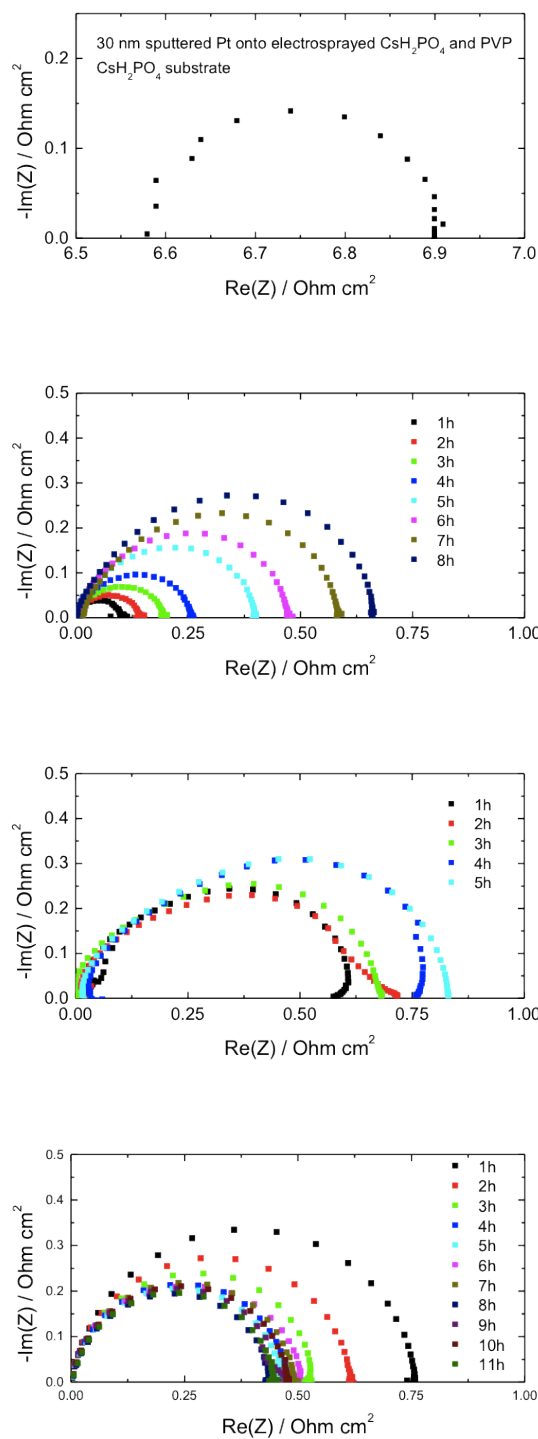 0.2
30 nm sputtered Pt onto electrosprayed CsH₂PO₄ and PVP
CsH₂PO₄ substrate
0.1
0.0
6.5 6.6 6.7 6.8 6.9 7.0
-Im(Z) / Ohm cm²
Re(Z) / Ohm cm²
0.5
0.4
0.3
0.2
0.1
0.0
0.00 0.25 0.50 0.75 1.00
-Im(Z) / Ohm cm²
Re(Z) / Ohm cm²
1h
2h
3h
4h
5h
6h
7h
8h
0.5
0.4
0.3
0.2
0.1
0.0
0.00 0.25 0.50 0.75 1.00
-Im(Z) / Ohm cm²
Re(Z) / Ohm cm²
1h
2h
3h
4h
5h
0.5
0.4
0.3
0.2
0.1
0.0
0.00 0.25 0.50 0.75 1.00
-Im(Z) / Ohm cm²
Re(Z) / Ohm cm²
1h
2h
3h
4h
5h
6h
7h
8h
9h
10h
11h